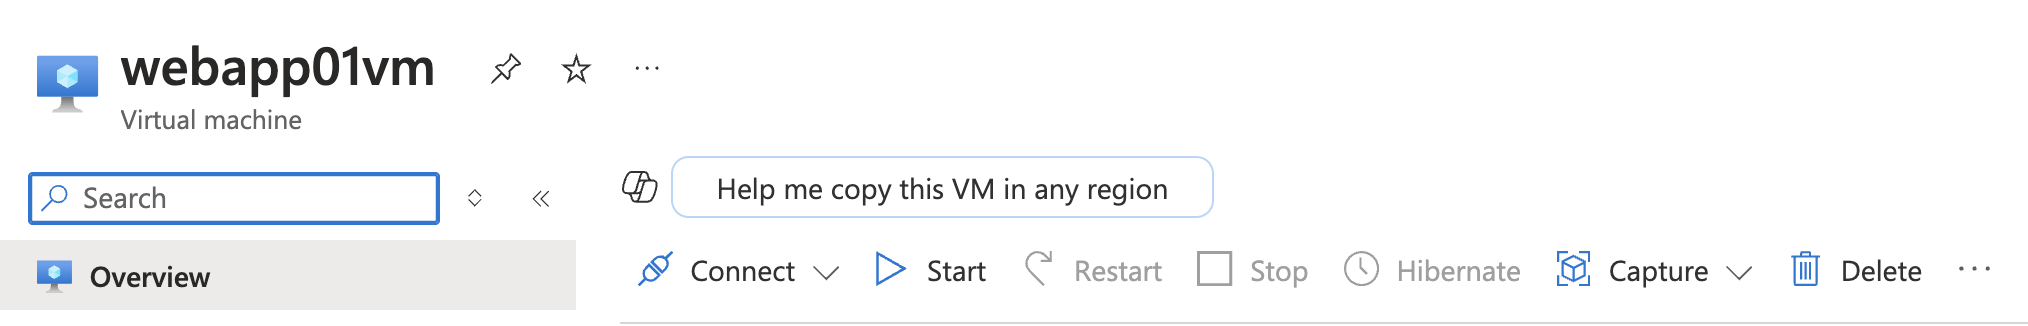 webapp01vm
Virtual machine
Search
Help me copy this VM in any region
Overview
Connect Start Restart Stop Hibernate Capture Delete